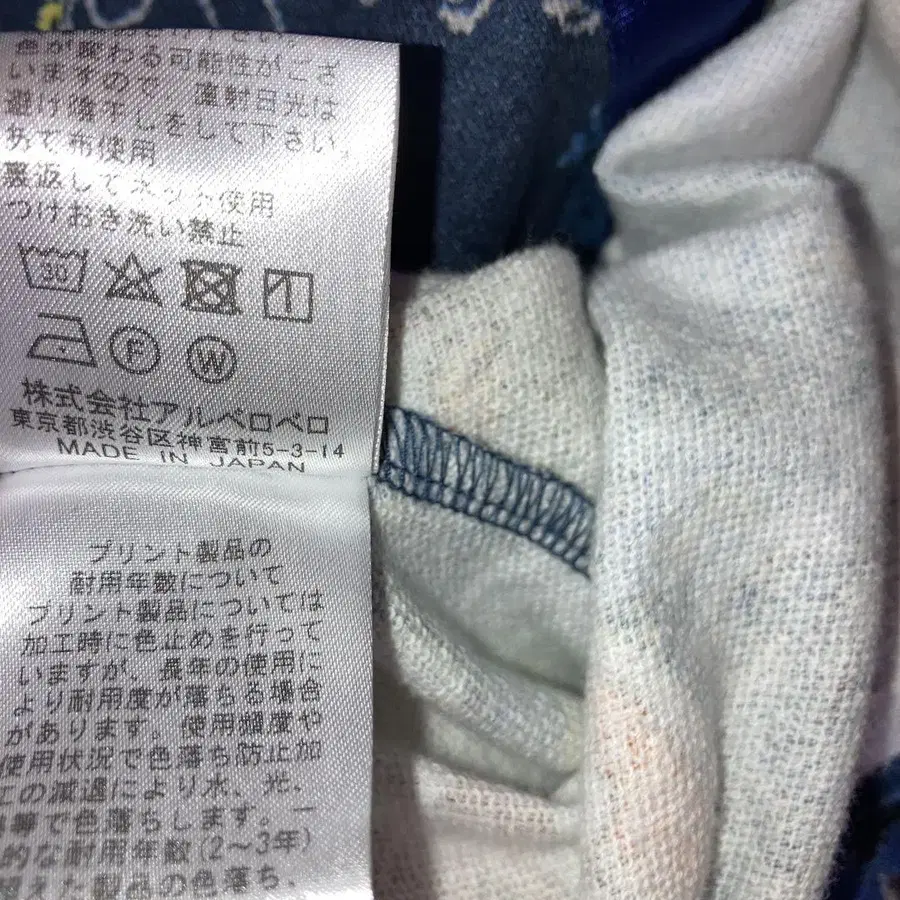 色が変わる可能性がござ
いますので 直射日光は
避け陰干しをして下さい。
あて布使用
裏返してネット使用
つけおき洗い禁止
30
1
F W
株式会社アルベロベロ
東京都渋谷区神宮前5-3-14
MADE IN JAPAN
プリント製品の
耐用年数について
プリント製品については
加工時に色止めを行って
いますが、長年の使用に
より耐用度が落ちる場合
があります。使用頻度や
使用状況で色落ち防止加
工の減退により水、光、
等で色落ちします。一
的な耐用年数(2〜3年)
超えた製品の色落ち、